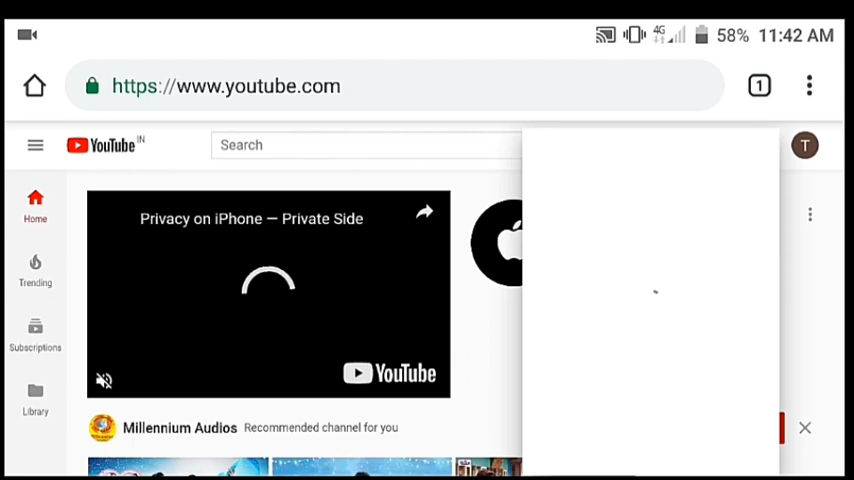 4G 58% 11:42 AM
https://www.youtube.com 1
YouTube IN Search T
Privacy on iPhone — Private Side
Home
Trending
Subscriptions
Library
YouTube
Millennium Audios Recommended channel for you